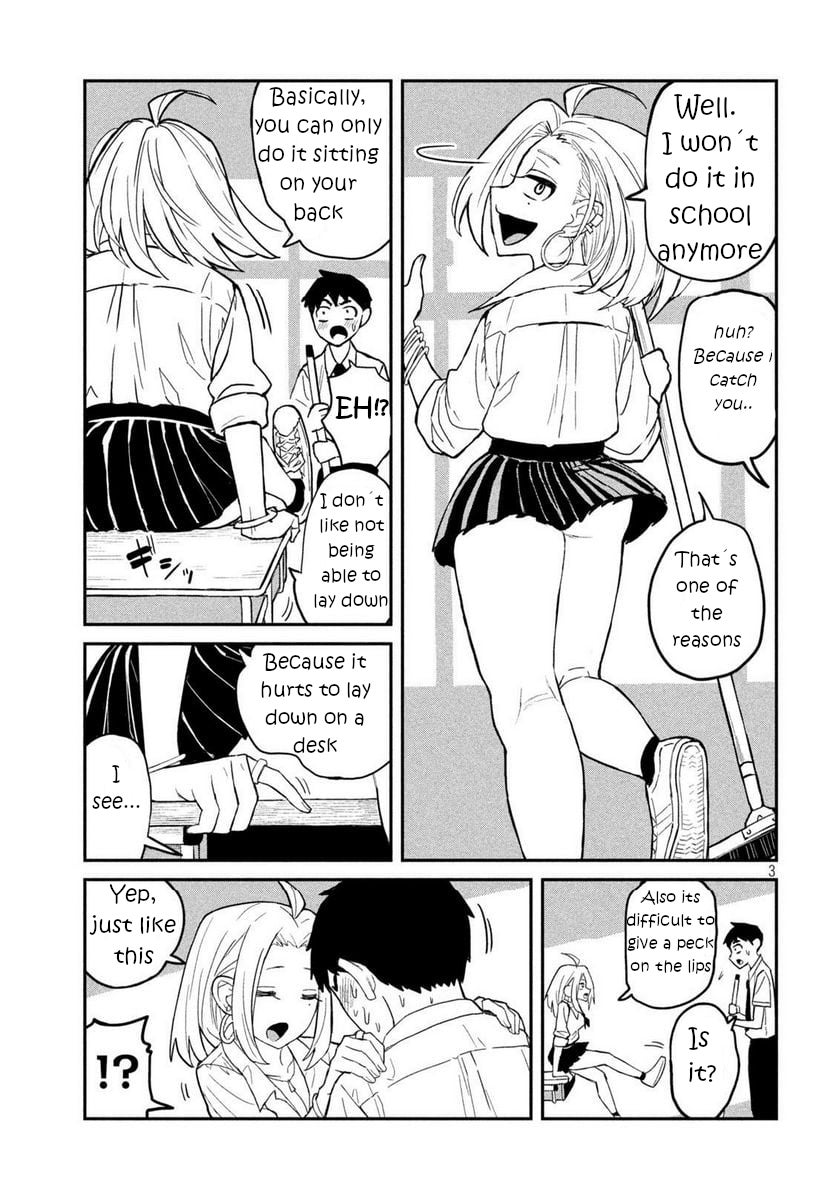 Well.
I won´t
do it in
school
anymore
huh?
Because i
catch
you..
That´s
one of
the
reasons
Basically,
you can only
do it sitting
on your
back
EH!?
I don´t
like not
being
able to
lay down
ギシッ
Because it
hurts to lay
down on a
desk
I
see...
3
Also its
difficult to
give a peck
on the lips
Is
it?
Yep,
just like
this
!?